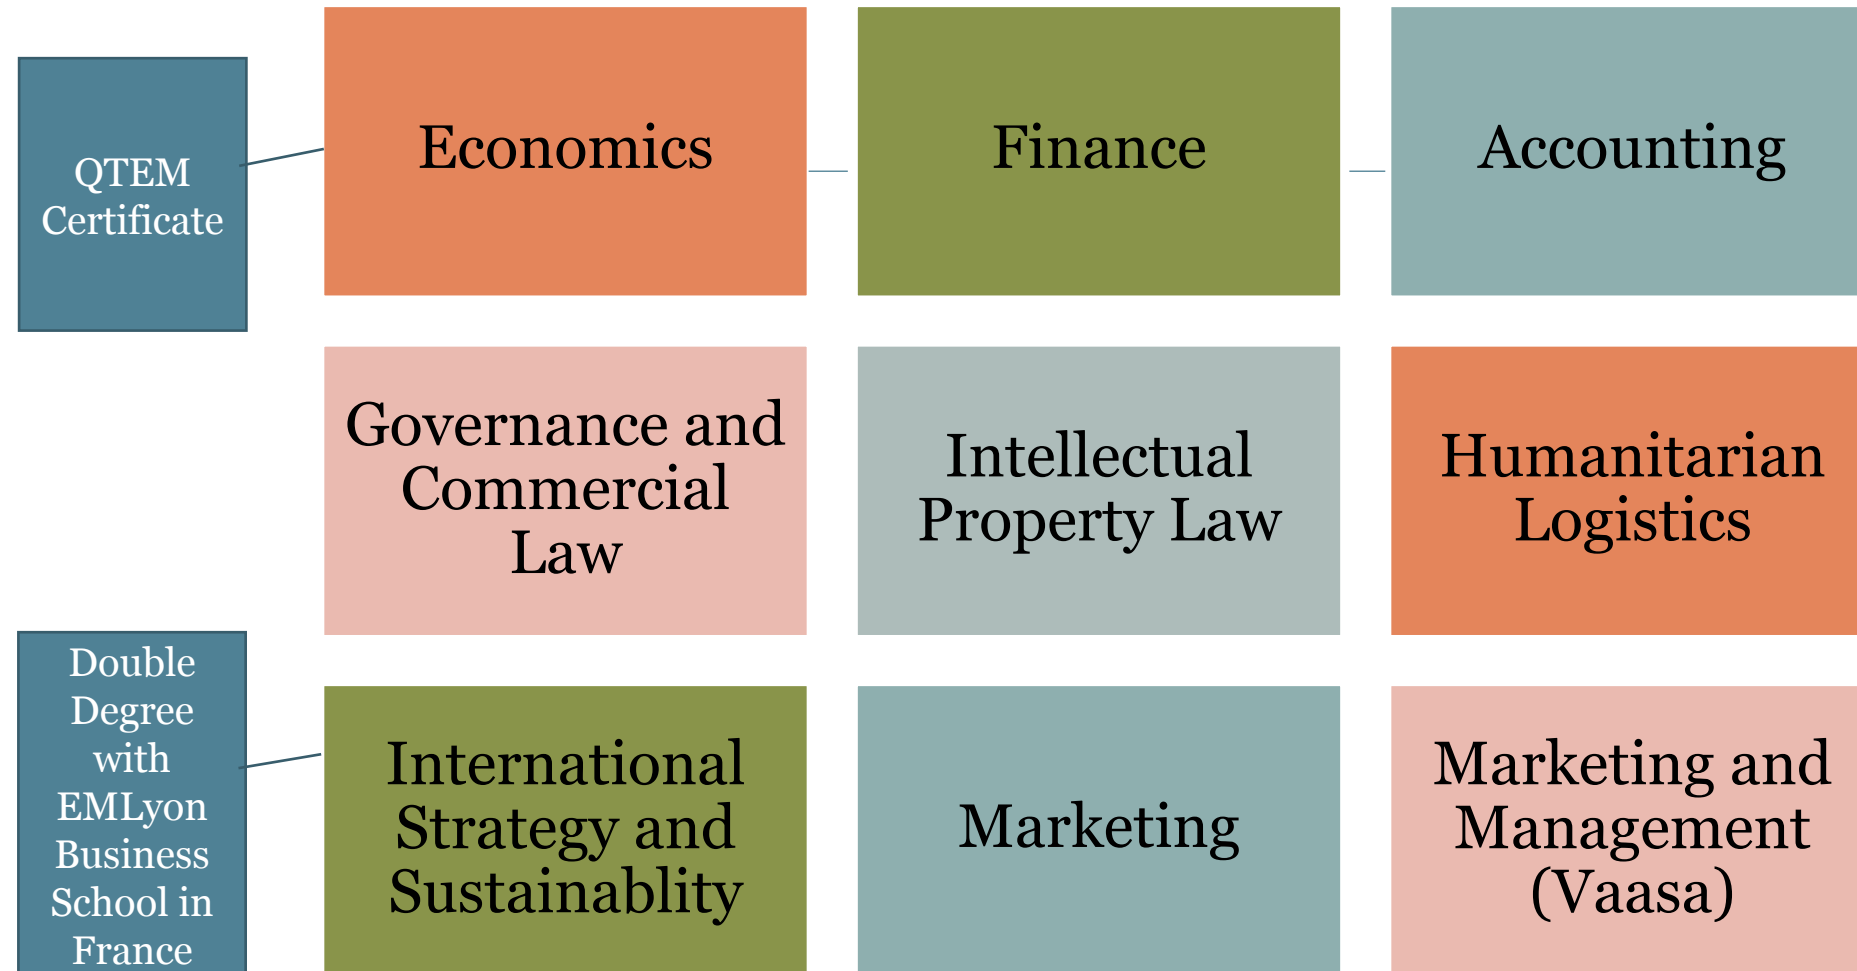 QTEM
Certificate
Economics
Finance
Accounting
Governance and
Commercial
Law
Intellectual
Property Law
Humanitarian
Logistics
Double
Degree
with
EMLyon
Business
School in
France
International
Strategy and
Sustainablity
Marketing
Marketing and
Management
(Vaasa)